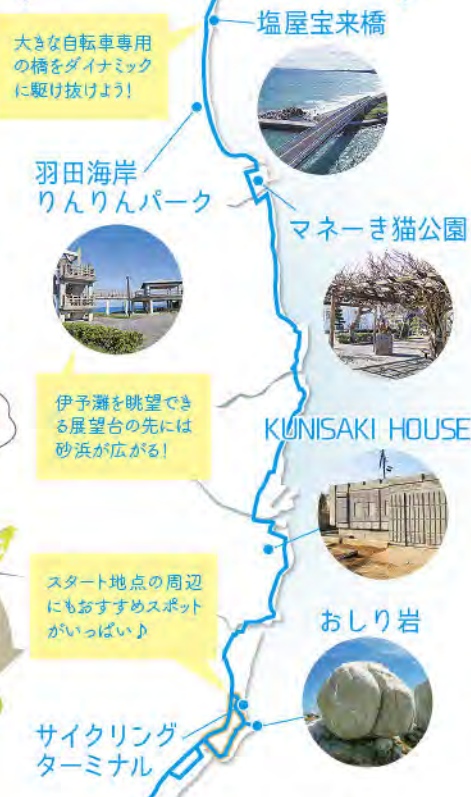 塩屋宝来橋
大きな自転車専用
の橋をダイナミック
に駆け抜けよう!
羽田海岸
りんりんパーク
マネーき猫公園
伊予灘を眺望でき
る展望台の先には
砂浜が広がる!
KUNISAKI HOUSE
スタート地点の周辺
にもおすすめスポット
がいっぱい♪
おしり岩
サイクリング
ターミナル